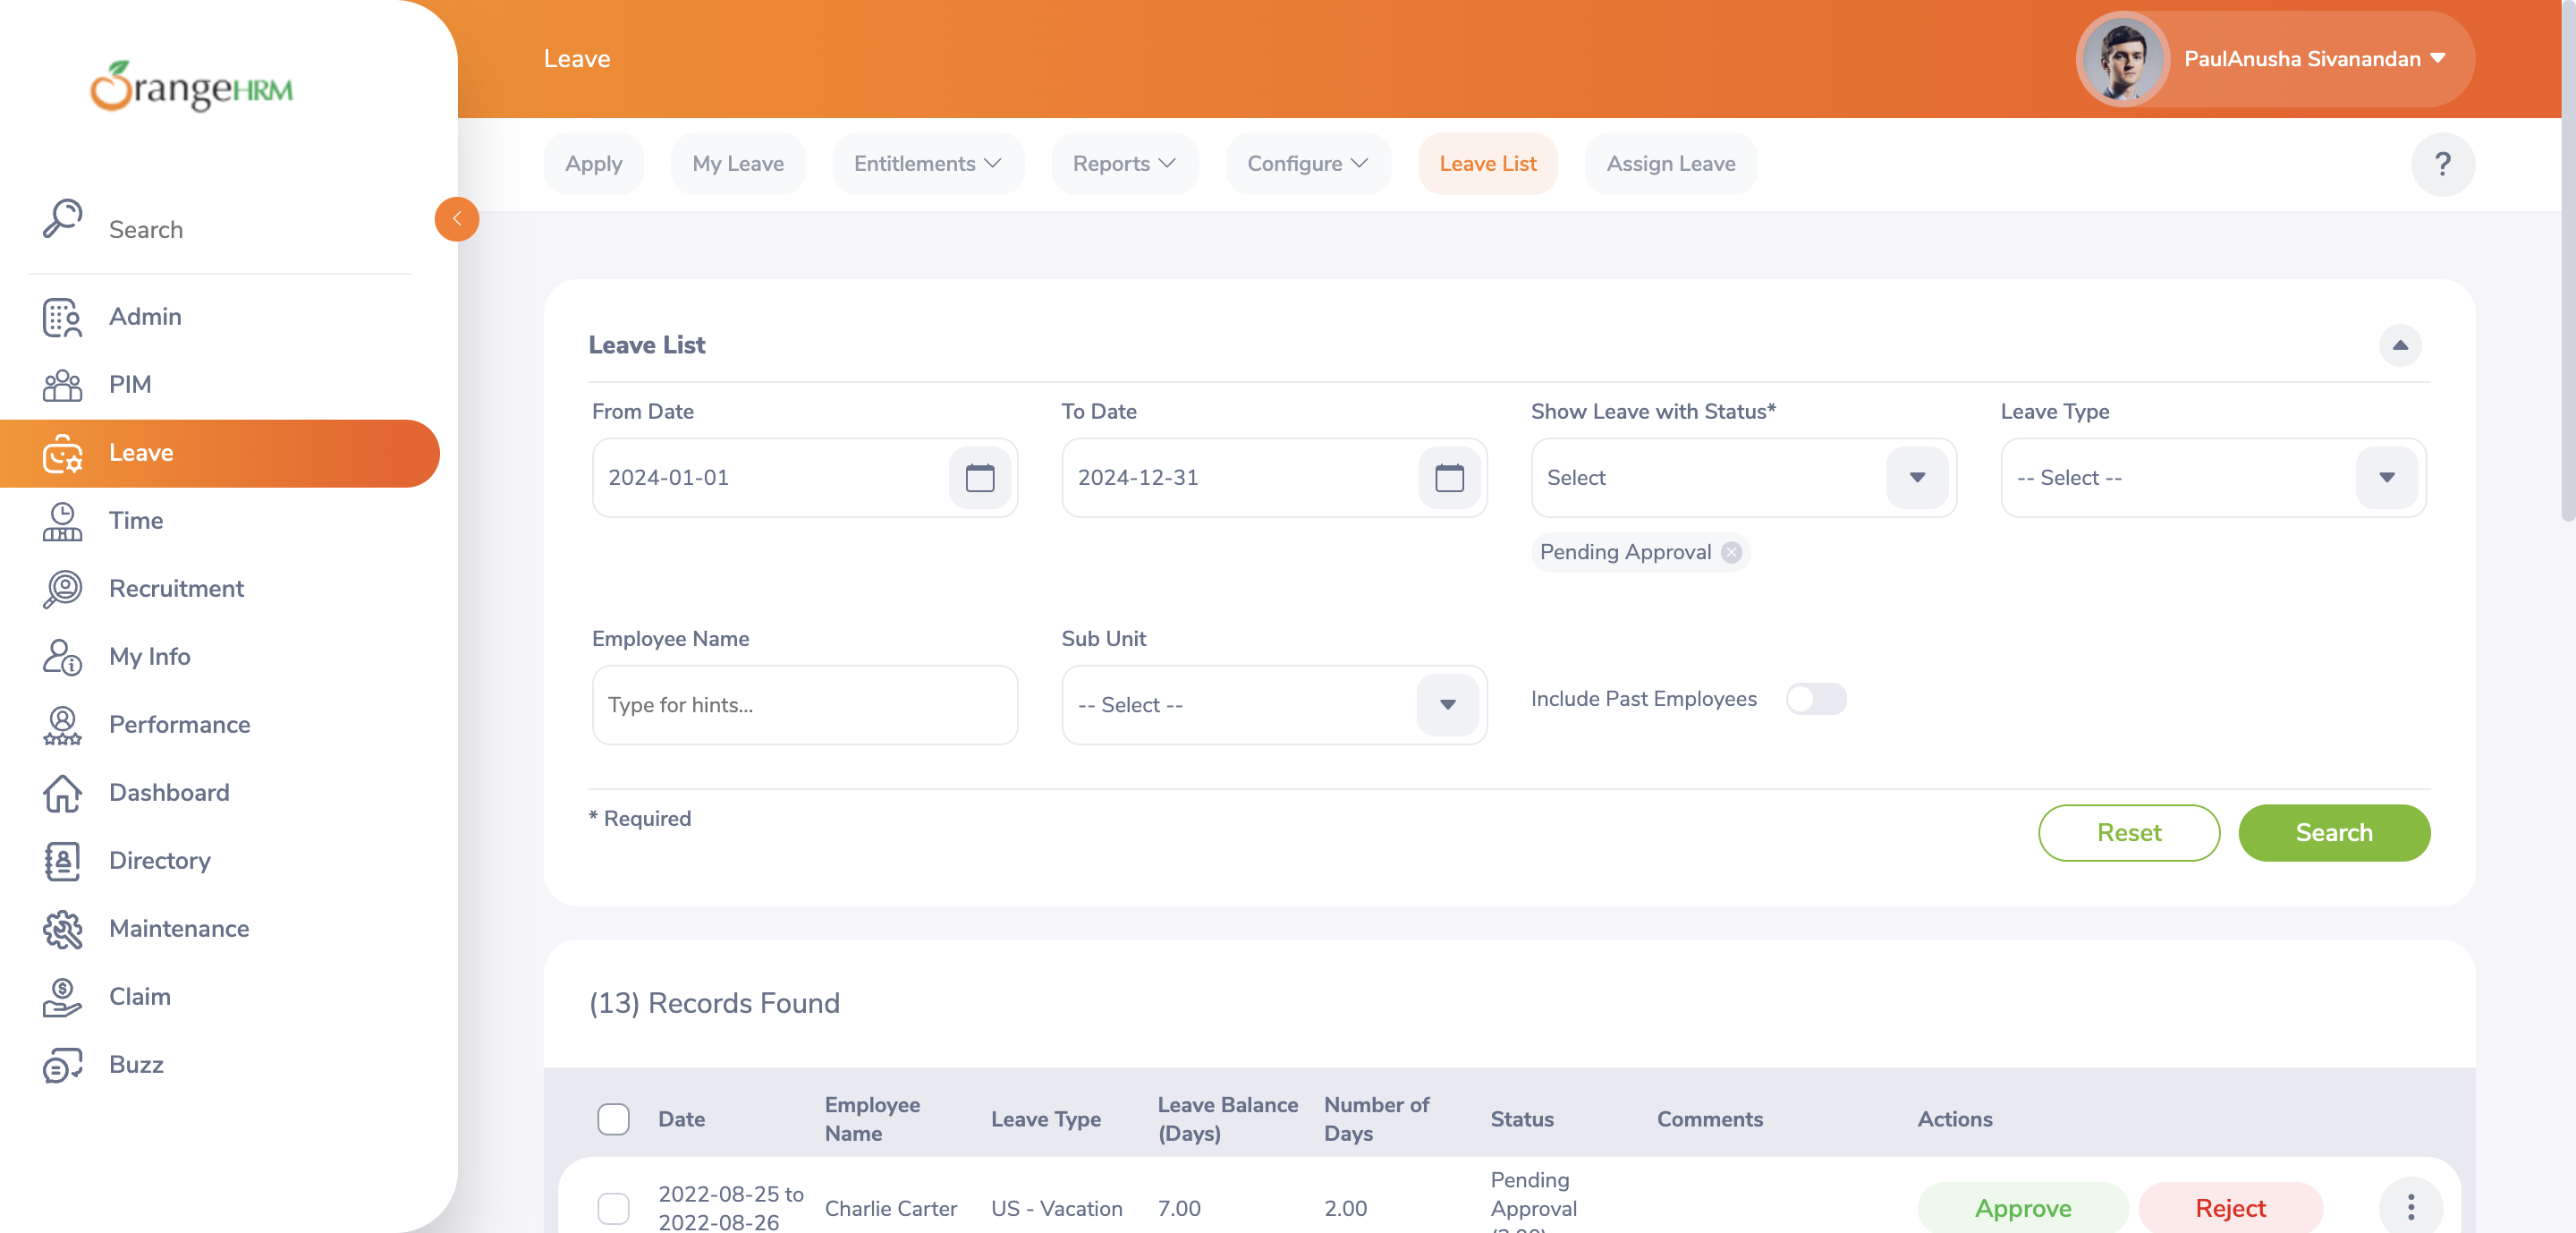 OrangeHRM
Leave
PaulAnusha Sivanandan
Search
Apply
My Leave
Entitlements
Reports
Configure
Leave List
Assign Leave
?
Admin
PIM
Leave
Time
Recruitment
My Info
Performance
Dashboard
Directory
Maintenance
Claim
Buzz
Leave List
From Date
To Date
Show Leave with Status*
Leave Type
2024-01-01
2024-12-31
Select
-- Select --
Pending Approval
Employee Name
Sub Unit
Type for hints...
-- Select --
Include Past Employees
* Required
Reset
Search
(13) Records Found
Date
Employee Name
Leave Type
Leave Balance (Days)
Number of Days
Status
Comments
Actions
2022-08-25 to
2022-08-26
Charlie Carter
US - Vacation
7.00
2.00
Pending
Approval
Approve
Reject